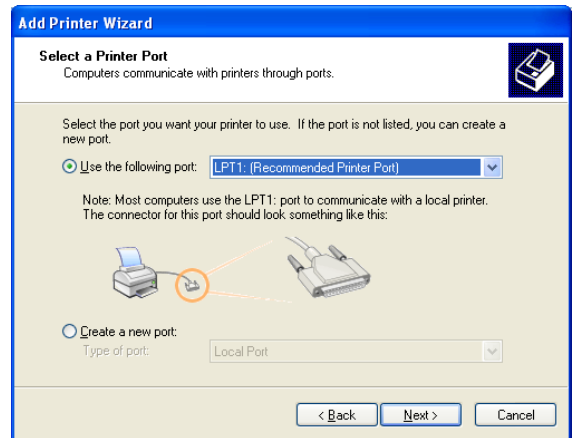 Add Printer Wizard
Select a Printer Port
Computers communicate with printers through ports.
Select the port you want your printer to use. If the port is not listed, you can create a
new port.
Use the following port: LPT1: (Recommended Printer Port)
Note: Most computers use the LPT1: port to communicate with a local printer.
The connector for this port should look something like this:
Create a new port:
Type of port: Local Port
< Back Next > Cancel